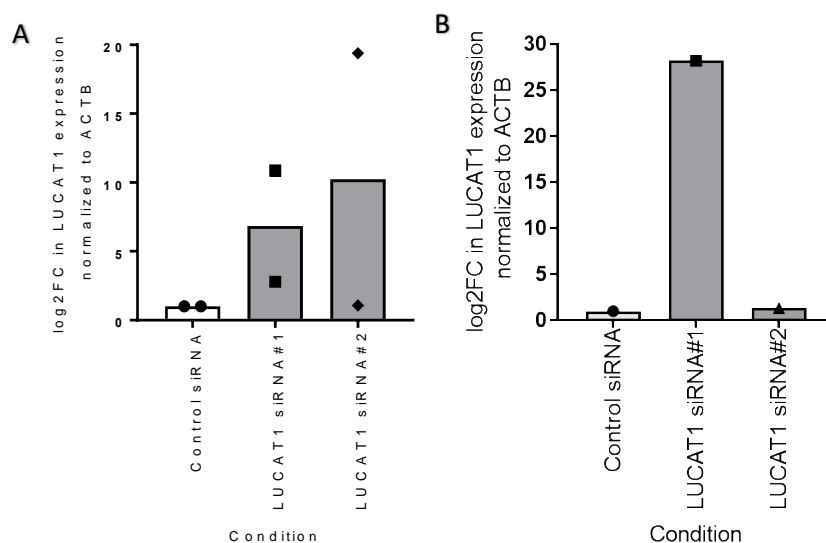 A
log2FC in LUCAT1 expression
normalized to ACTB
20
15
10
5
0
Control siRNA
LUCAT1 siRNA#1
LUCAT1 siRNA#2
Condition
B
log2FC in LUCAT1 expression
normalized to ACTB
30
25
20
15
10
5
0
Control siRNA
LUCAT1 siRNA#1
LUCAT1 siRNA#2
Condition